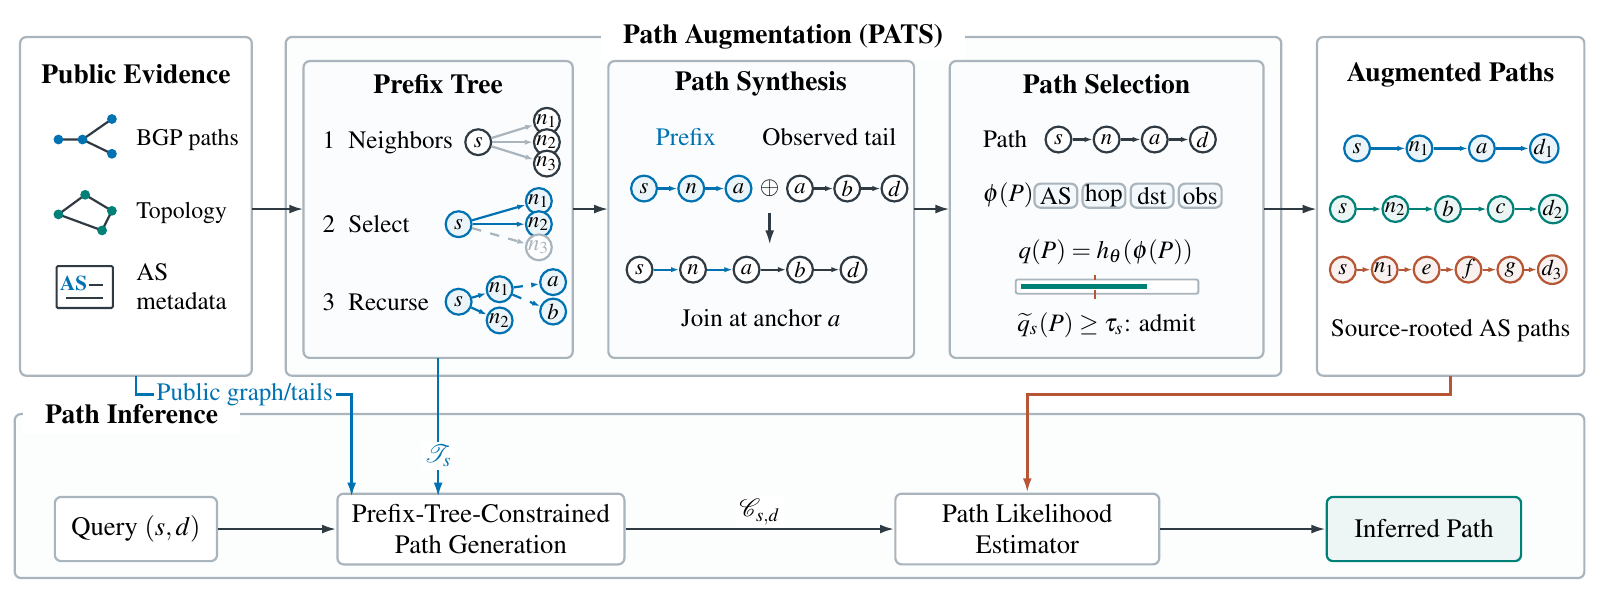 Path Augmentation (PATS)
Public Evidence
BGP paths
Topology
AS
AS
metadata
Prefix Tree
1 Neighbors
s
n1
n2
n3
2 Select
s
n1
n2
n3
3 Recurse
s
n1
n2
a
b
Path Synthesis
Prefix
Observed tail
s n a ⊕ a b d
s n a b d
Join at anchor a
Path Selection
Path s n a d
ϕ(P) AS hop dst obs
q(P) = hθ(ϕ(P))
q̃s(P) ≥ τs: admit
Augmented Paths
s n1 a d1
s n2 b c d2
s n1 e f g d3
Source-rooted AS paths
Public graph/tails
Path Inference
𝒯s
Query (s,d)
Prefix-Tree-Constrained
Path Generation
𝒞s,d
Path Likelihood
Estimator
Inferred Path